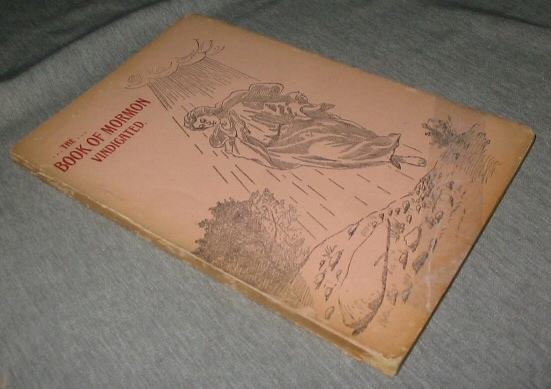 ... THE ...
BOOK OF MORMON
VINDICATED.